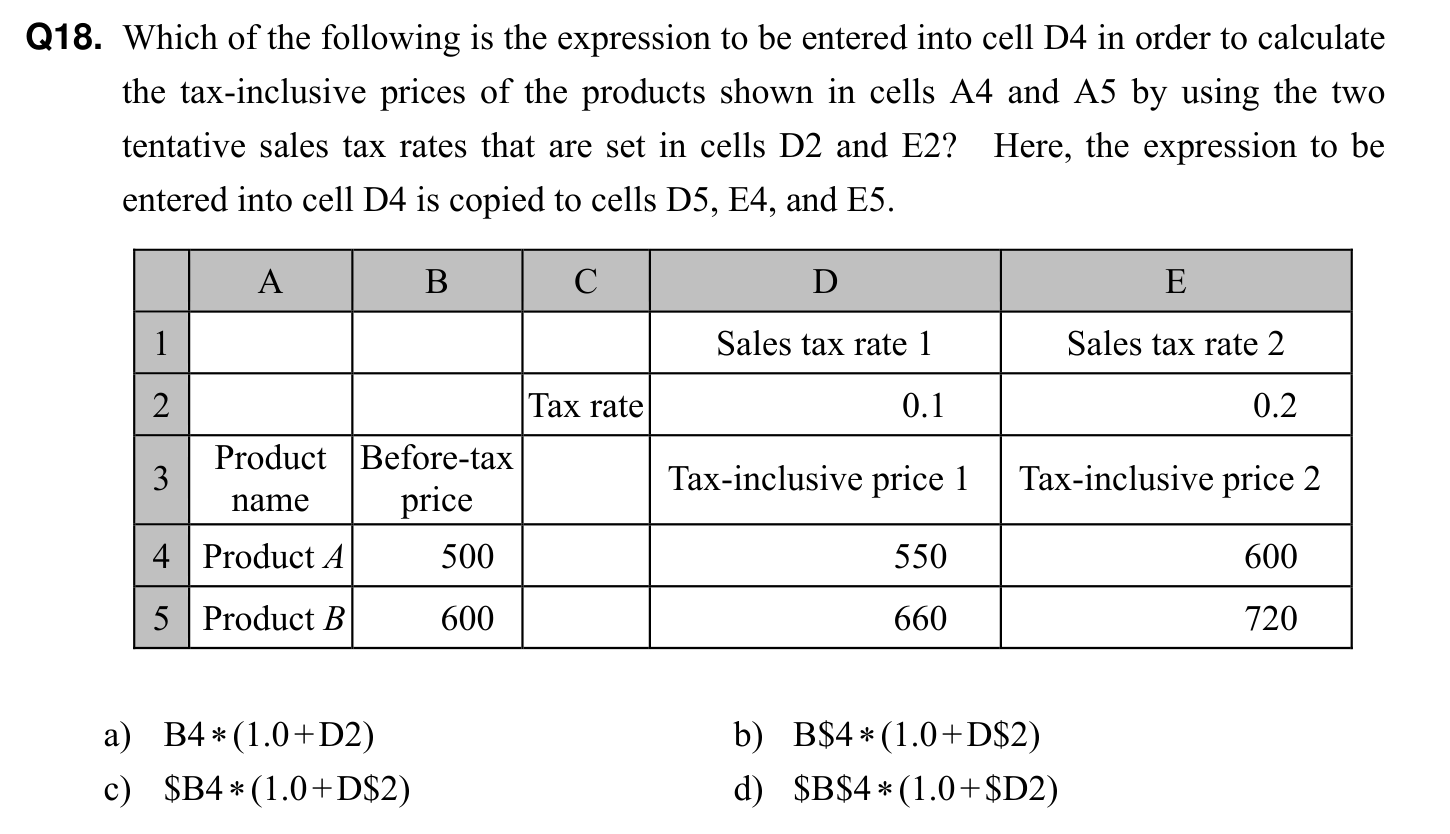 Q18. Which of the following is the expression to be entered into cell D4 in order to calculate
the tax-inclusive prices of the products shown in cells A4 and A5 by using the two
tentative sales tax rates that are set in cells D2 and E2? Here, the expression to be
entered into cell D4 is copied to cells D5, E4, and E5.
A B C D E
1 Sales tax rate 1 Sales tax rate 2
2 Tax rate 0.1 0.2
3 Product name Before-tax price Tax-inclusive price 1 Tax-inclusive price 2
4 Product A 500 550 600
5 Product B 600 660 720
a) B4*(1.0+D2) b) B$4*(1.0+D$2)
c) $B4*(1.0+D$2) d) $B$4*(1.0+$D2)